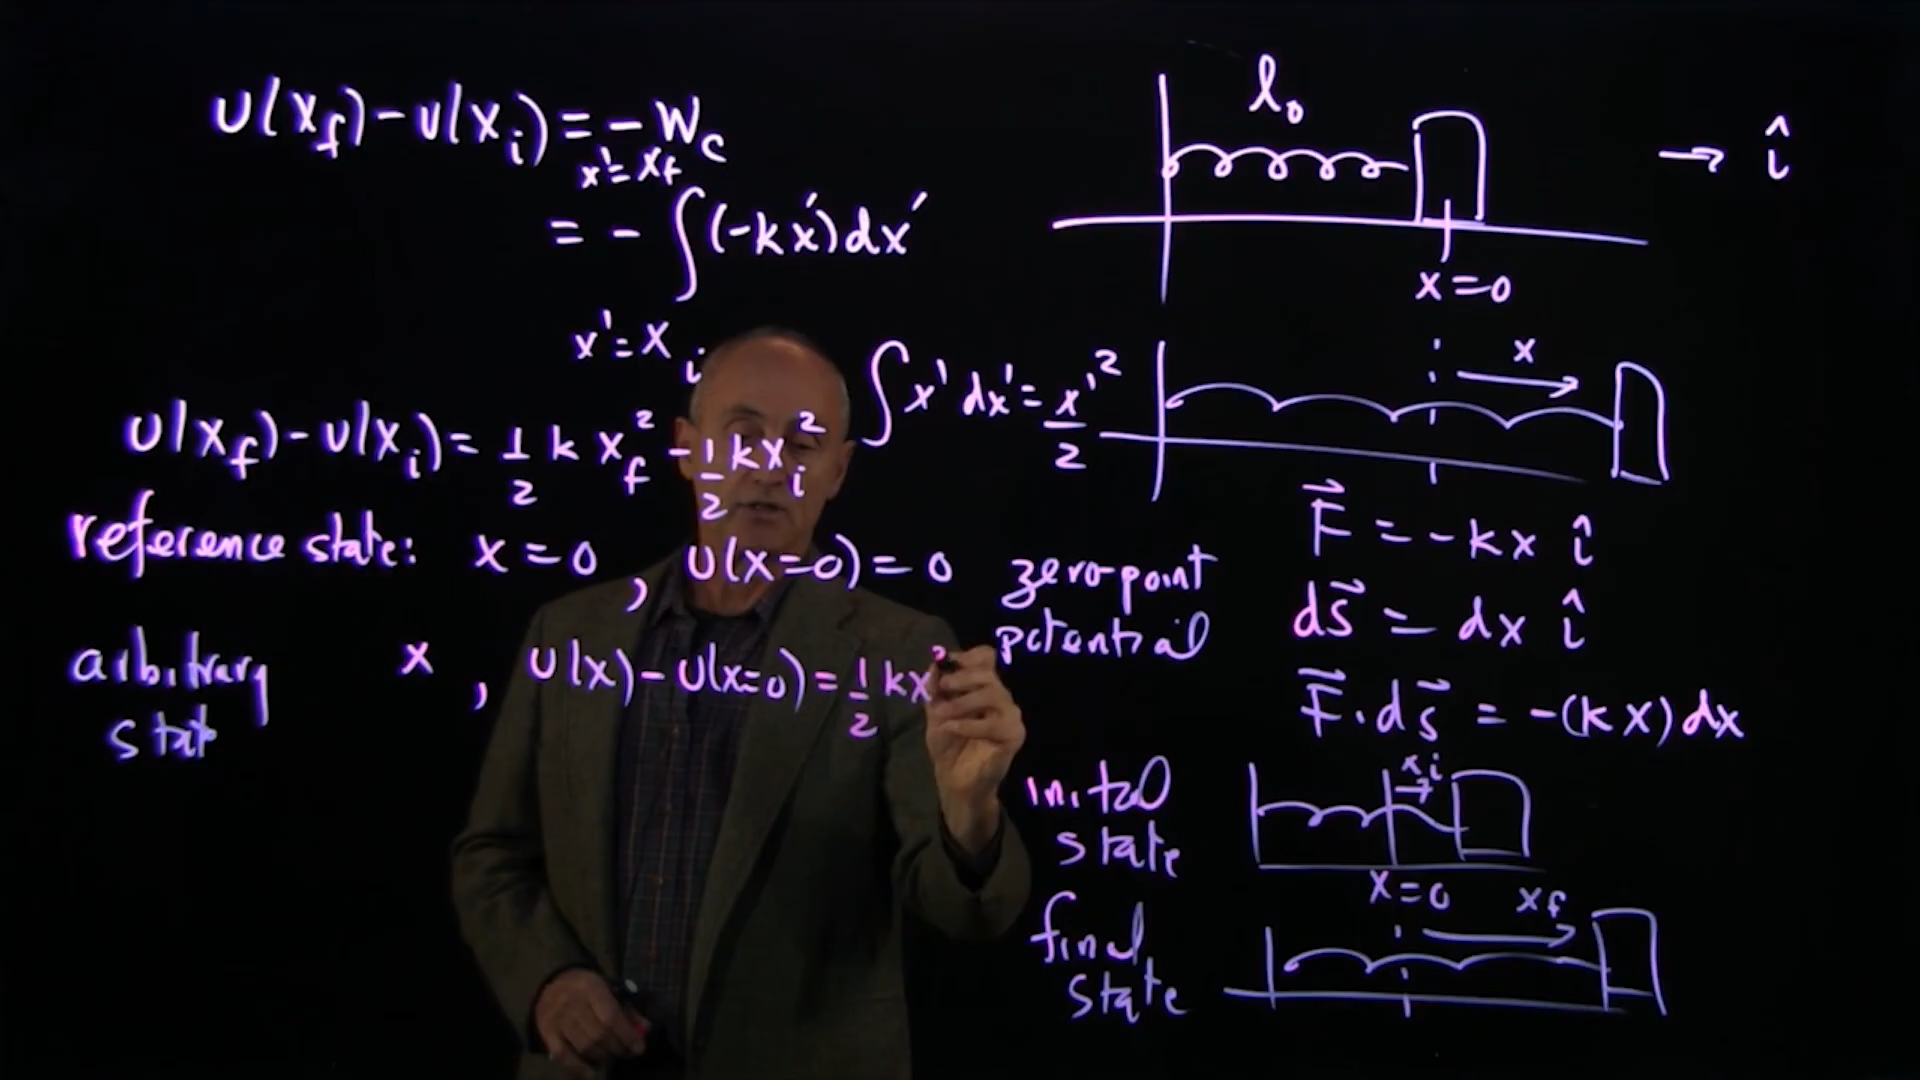 U(x_f) - U(x_i) = - W_c
x' = x_f
= - ∫ (-kx') dx'
x' = x_i
∫ x' dx' = x'^2 / 2
U(x_f) - U(x_i) = 1/2 k x_f^2 - 1/2 k x_i^2
reference state: x = 0 , U(x=0) = 0 zero point
potential
arbitrary x , U(x) - U(x=0) = 1/2 kx^2
state
l_0
→ î
x = 0
x
F⃗ = -kx î
ds⃗ = dx î
F⃗ · ds⃗ = -(kx) dx
initial
state
x_i
x = 0
final
state
x_f